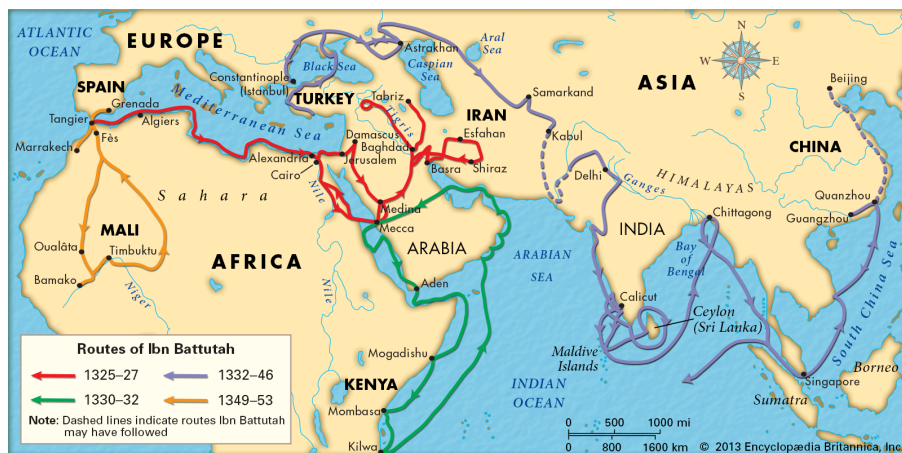 ATLANTIC
OCEAN
EUROPE
Aral
Sea
Astrakhan
Black Sea
Caspian
Sea
N
W
E
S
ASIA
Beijing
Constantinople
(Istanbul)
SPAIN
Grenada
Mediterranean Sea
TURKEY
Tabriz
Tigris
IRAN
Samarkand
Tangier
Algiers
Fès
Marrakech
Damascus
Baghdad
Esfahan
Kabul
CHINA
Alexandria
Jerusalem
Basra
Shiraz
Cairo
Delhi
Ganges
HIMALAYAS
Sahara
Nile
Medina
Mecca
Quanzhou
Guangzhou
Chittagong
INDIA
MALI
Oualâta
Timbuktu
Bamako
Niger
AFRICA
ARABIA
ARABIAN
SEA
Bay
of
Bengal
South China Sea
Nile
Aden
Calicut
Ceylon
(Sri Lanka)
Maldive
Islands
Mogadishu
KENYA
Mombasa
Kilwa
INDIAN
OCEAN
Singapore
Sumatra
Borneo
Routes of Ibn Battutah
1325–27
1332–46
1330–32
1349–53
Note: Dashed lines indicate routes Ibn Battutah
may have followed
0 500 1000 mi
0 800 1600 km
© 2013 Encyclopædia Britannica, Inc